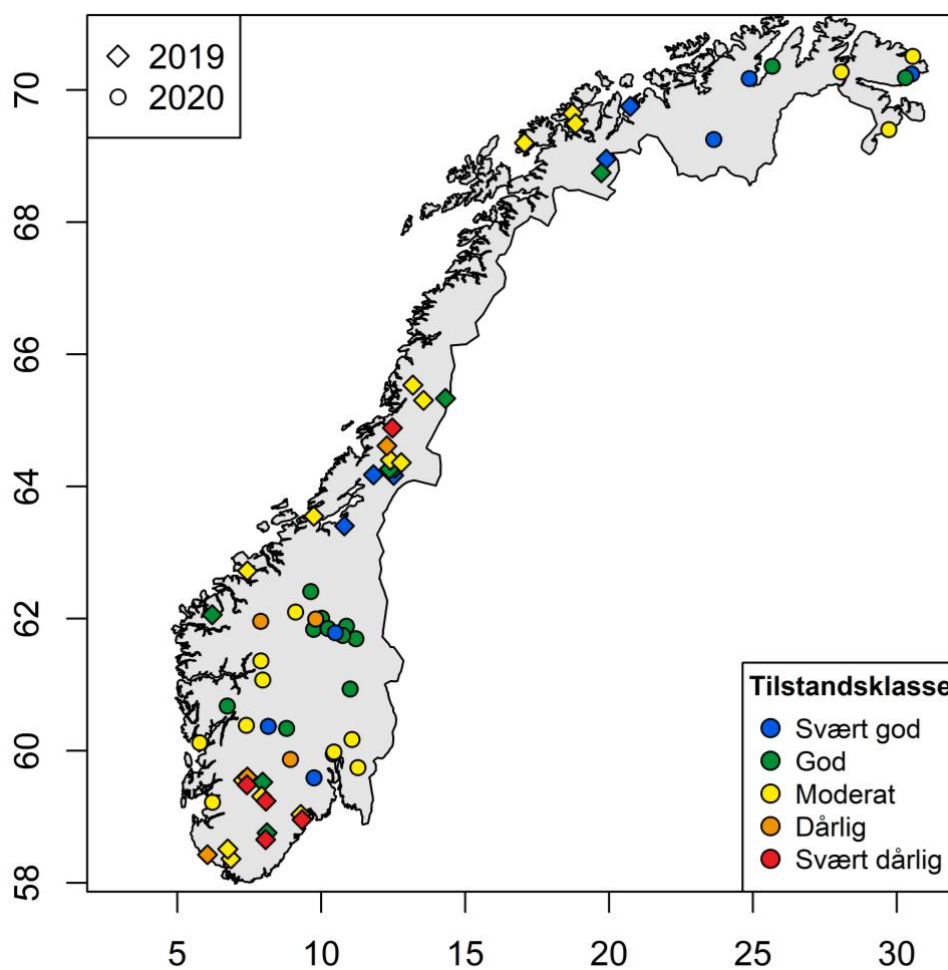 2019
2020
70
68
66
64
62
60
58
Tilstandsklasse
Svært god
God
Moderat
Dårlig
Svært dårlig
5 10 15 20 25 30